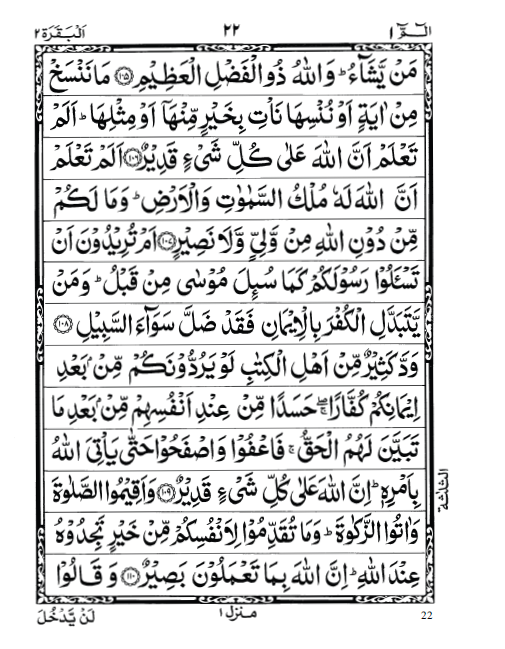 الٓمّٓ ١ ٢٢ اَلْبَقَرَة ٢
مَنْ يَّشَآءُ ؕ وَاللّٰهُ ذُو الْفَضْلِ الْعَظِيْمِ ﴿١٠٥﴾ مَا نَنْسَخْ
مِنْ اٰيَةٍ اَوْ نُنْسِهَا نَاْتِ بِخَيْرٍ مِّنْهَاۤ اَوْ مِثْلِهَا ؕ اَلَمْ
تَعْلَمْ اَنَّ اللّٰهَ عَلٰى كُلِّ شَىْءٍ قَدِيْرٌ ﴿١٠٦﴾ اَلَمْ تَعْلَمْ
اَنَّ اللّٰهَ لَهٗ مُلْكُ السَّمٰوٰتِ وَالْاَرْضِ ؕ وَمَا لَكُمْ
مِّنْ دُوْنِ اللّٰهِ مِنْ وَّلِىٍّ وَّلَا نَصِيْرٍ ﴿١٠٧﴾ اَمْ تُرِيْدُوْنَ اَنْ
تَسْـَٔلُوْا رَسُوْلَكُمْ كَمَا سُئِلَ مُوْسٰى مِنْ قَبْلُ ؕ وَمَنْ
يَّتَبَدَّلِ الْكُفْرَ بِالْاِيْمَانِ فَقَدْ ضَلَّ سَوَآءَ السَّبِيْلِ ﴿١٠٨﴾
وَدَّ كَثِيْرٌ مِّنْ اَهْلِ الْكِتٰبِ لَوْ يَرُدُّوْنَكُمْ مِّنْۢ بَعْدِ
اِيْمَانِكُمْ كُفَّارًا ۚۖ حَسَدًا مِّنْ عِنْدِ اَنْفُسِهِمْ مِّنْۢ بَعْدِ مَا
تَبَيَّنَ لَهُمُ الْحَقُّ ۚ فَاعْفُوْا وَاصْفَحُوْا حَتّٰى يَاْتِىَ اللّٰهُ
بِاَمْرِهٖ ؕ اِنَّ اللّٰهَ عَلٰى كُلِّ شَىْءٍ قَدِيْرٌ ﴿١٠٩﴾ وَاَقِيْمُوا الصَّلٰوةَ
وَاٰتُوا الزَّكٰوةَ ؕ وَمَا تُقَدِّمُوْا لِاَنْفُسِكُمْ مِّنْ خَيْرٍ تَجِدُوْهُ
عِنْدَ اللّٰهِ ؕ اِنَّ اللّٰهَ بِمَا تَعْمَلُوْنَ بَصِيْرٌ ﴿١١٠﴾ وَقَالُوْا
الثلثة
منزل ١
لَنْ يَّدْخُلَ
22